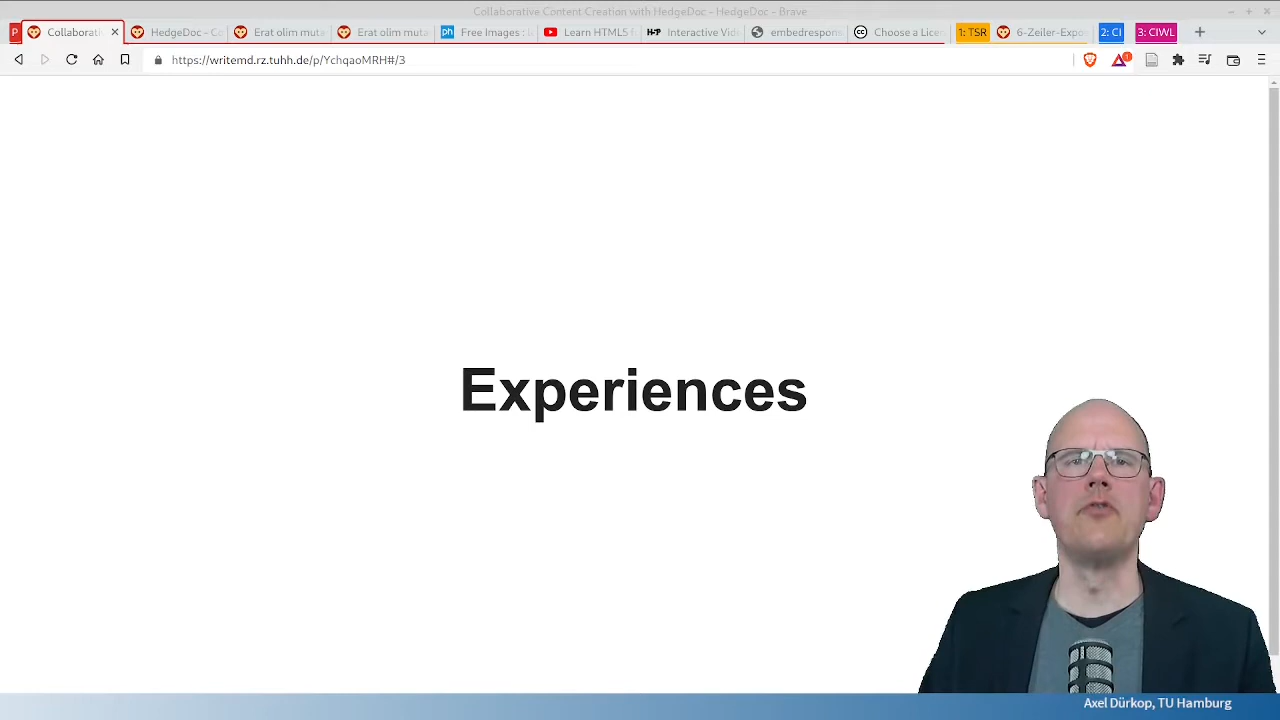 Collaborative Content Creation with HedgeDoc - HedgeDoc - Brave
P Collaborati HedgeDoc - Co Erat olim muta Erat olim muta ph Free Images : l Learn HTML5 f H-P Interactive Vid embedrespons Choose a Licen 1: TSR 6-Zeiler-Expos 2: CI 3: CIWL
https://writemd.rz.tuhh.de/p/YchqaoMRH#/3
Experiences
Axel Dürkop, TU Hamburg